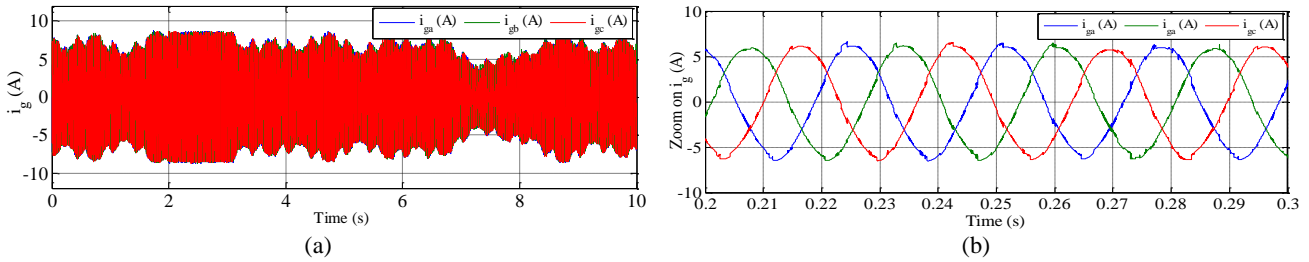 i_ga (A) i_gb (A) i_gc (A)
10
5
0
-5
-10
i_g (A)
0 2 4 6 8 10
Time (s)
(a)
i_ga (A) i_ga (A) i_gc (A)
10
5
0
-5
-10
Zoom on i_g (A)
0.2 0.21 0.22 0.23 0.24 0.25 0.26 0.27 0.28 0.29 0.3
Time (s)
(b)